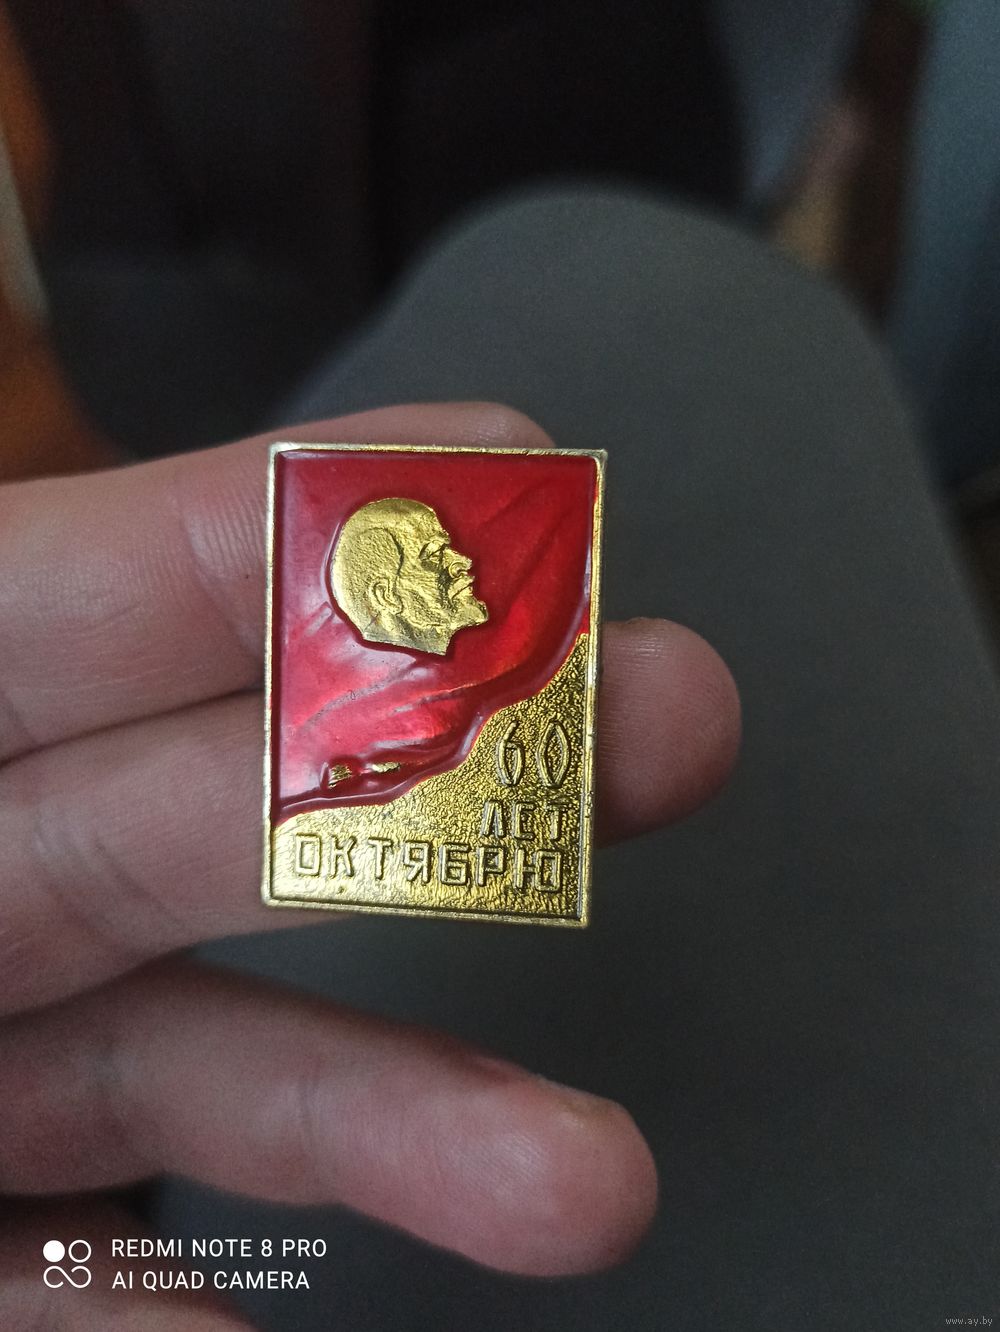 60
ЛЕТ
ОКТЯБРЮ
REDMI NOTE 8 PRO
AI QUAD CAMERA
www.ay.by